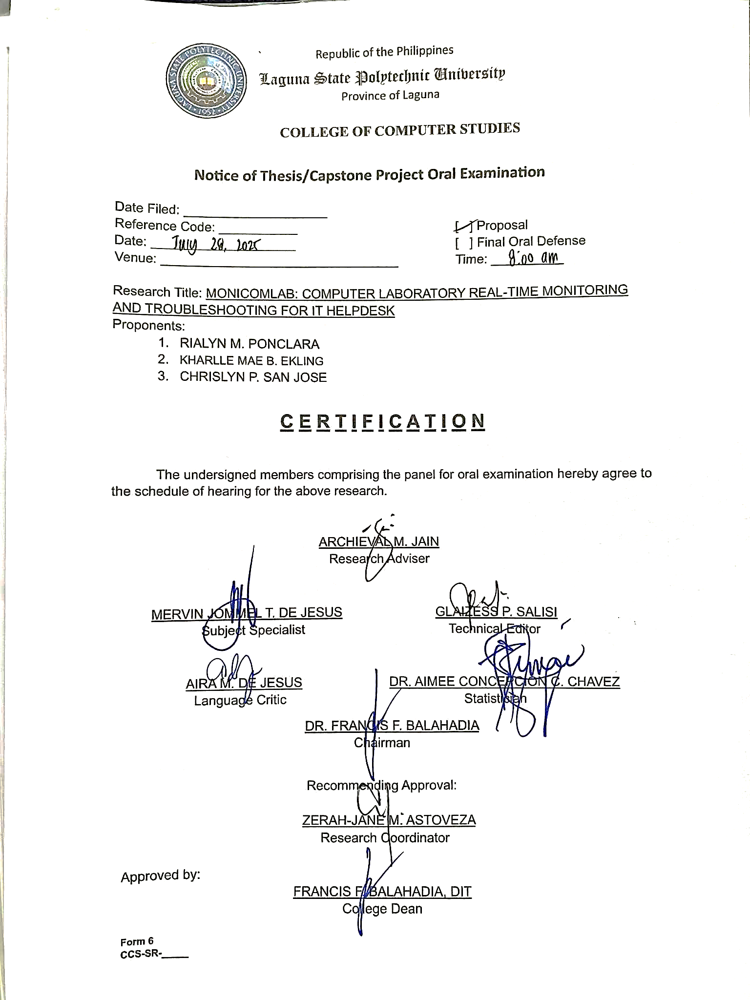 Republic of the Philippines
Laguna State Polytechnic University
Province of Laguna
LAGUNA STATE POLYTECHNIC UNIVERSITY
1952
COLLEGE OF COMPUTER STUDIES
Notice of Thesis/Capstone Project Oral Examination
Date Filed: ____________________
Reference Code: ___________
[✓] Proposal
Date: July 28, 2025
[ ] Final Oral Defense
Venue: ____________________
Time: 8:00 am
Research Title: MONICOMLAB: COMPUTER LABORATORY REAL-TIME MONITORING
AND TROUBLESHOOTING FOR IT HELPDESK
Proponents:
1. RIALYN M. PONCLARA
2. KHARLLE MAE B. EKLING
3. CHRISLYN P. SAN JOSE
CERTIFICATION
The undersigned members comprising the panel for oral examination hereby agree to
the schedule of hearing for the above research.
ARCHIEVAL M. JAIN
Research Adviser
MERVIN JOMMEL T. DE JESUS
Subject Specialist
GLAIZESS P. SALISI
Technical Editor
AIRA M. DE JESUS
Language Critic
DR. AIMEE CONCEPCION C. CHAVEZ
Statistician
DR. FRANCIS F. BALAHADIA
Chairman
Recommending Approval:
ZERAH-JANE M. ASTOVEZA
Research Coordinator
Approved by:
FRANCIS F. BALAHADIA, DIT
College Dean
Form 6
CCS-SR-_____